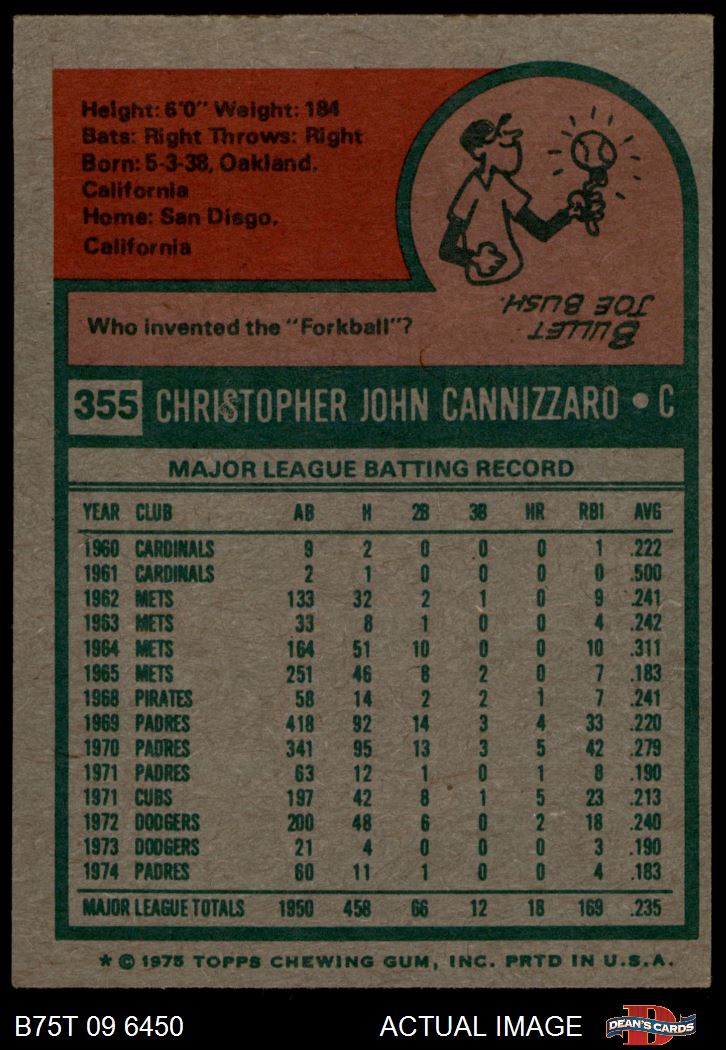 Height: 6'0" Weight: 184
Bats: Right Throws: Right
Born: 5-3-38, Oakland,
California
Home: San Disgo,
California
BULLET
JOE BUSH.
Who invented the "Forkball"?
355 CHRISTOPHER JOHN CANNIZZARO • C
MAJOR LEAGUE BATTING RECORD
YEAR CLUB AB H 2B 3B HR RBI AVG
1960 CARDINALS 9 2 0 0 0 1 .222
1961 CARDINALS 2 1 0 0 0 0 .500
1962 METS 133 32 2 1 0 9 .241
1963 METS 33 8 1 0 0 4 .242
1964 METS 164 51 10 0 0 10 .311
1965 METS 251 46 8 2 0 7 .183
1968 PIRATES 58 14 2 2 1 7 .241
1969 PADRES 418 92 14 3 4 33 .220
1970 PADRES 341 95 13 3 5 42 .279
1971 PADRES 63 12 1 0 1 8 .190
1971 CUBS 197 42 8 1 5 23 .213
1972 DODGERS 200 48 6 0 2 18 .240
1973 DODGERS 21 4 0 0 0 3 .190
1974 PADRES 60 11 1 0 0 4 .183
MAJOR LEAGUE TOTALS 1950 458 66 12 18 169 .235
* © 1975 TOPPS CHEWING GUM, INC. PRTD IN U.S.A.
B75T 09 6450 ACTUAL IMAGE DEAN'S CARDS